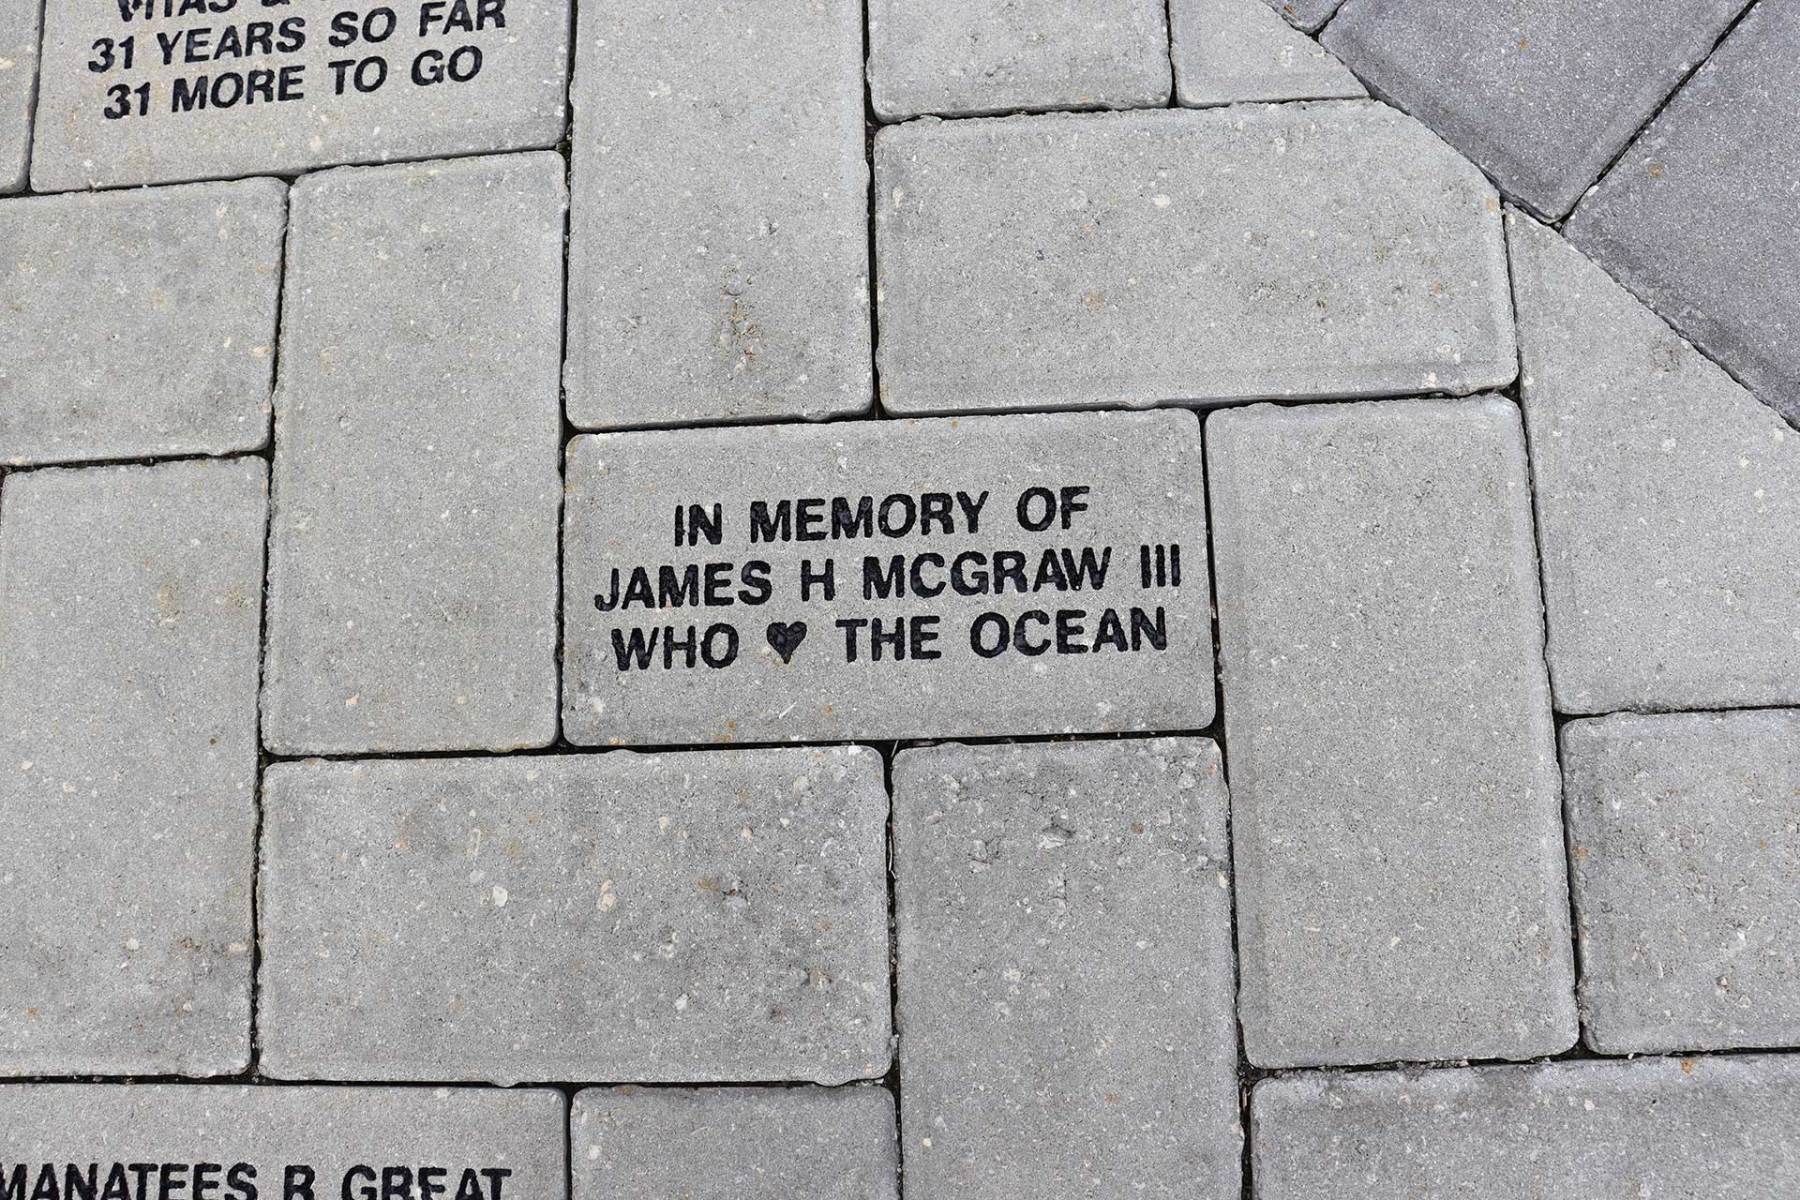 31 YEARS SO FAR
31 MORE TO GO
IN MEMORY OF
JAMES H MCGRAW III
WHO ♥ THE OCEAN
MANATEES R GREAT